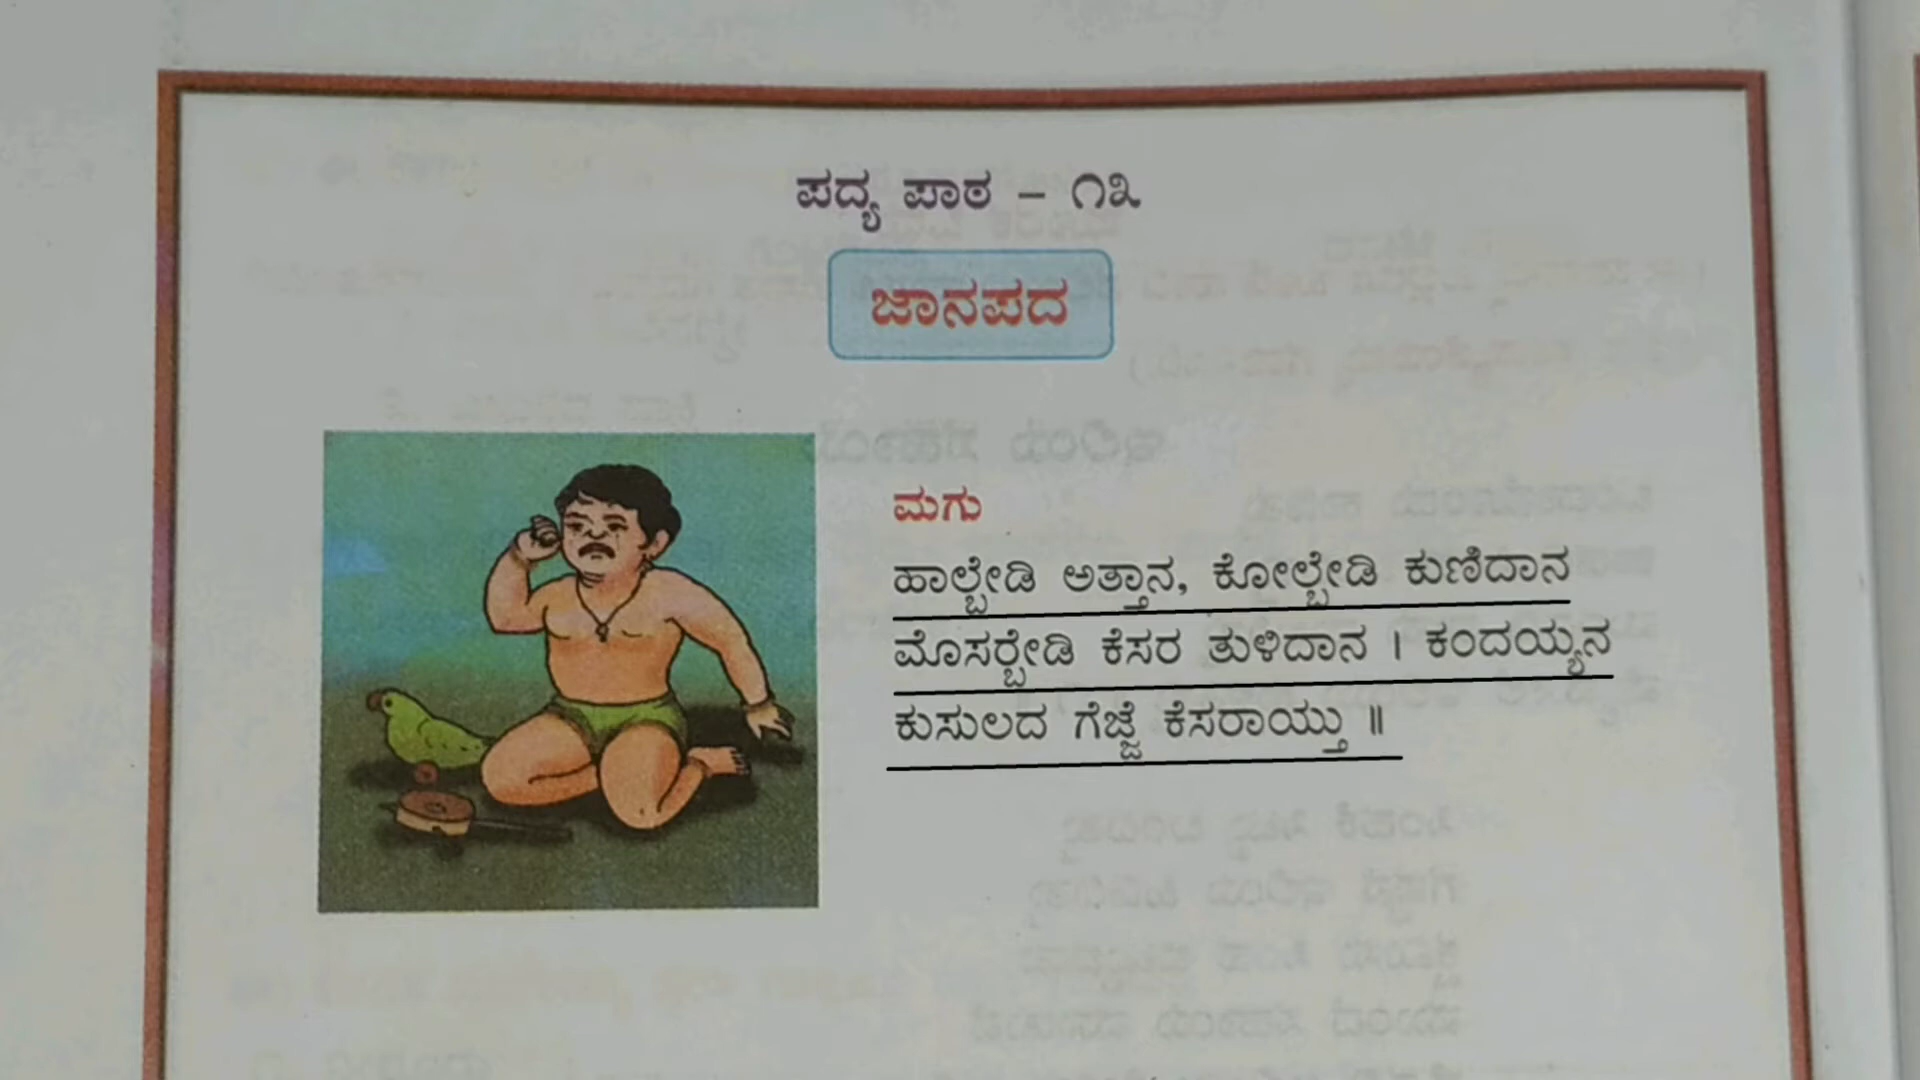 ಪದ್ಯ ಪಾಠ – ೧೩
ಜಾನಪದ
ಮಗು
ಹಾಲ್ಬೇಡಿ ಅತ್ತಾನ, ಕೋಲ್ಬೇಡಿ ಕುಣಿದಾನ
ಮೊಸರ್‍ಬೇಡಿ ಕೆಸರ ತುಳಿದಾನ । ಕಂದಯ್ಯನ
ಕುಸುಲದ ಗೆಜ್ಜೆ ಕೆಸರಾಯ್ತು ॥